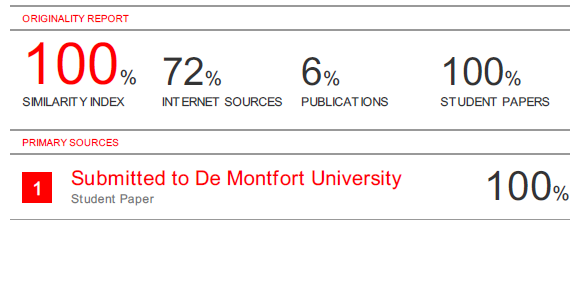 ORIGINALITY REPORT
100% 72% 6% 100%
SIMILARITY INDEX INTERNET SOURCES PUBLICATIONS STUDENT PAPERS
PRIMARY SOURCES
1 Submitted to De Montfort University 100%
Student Paper